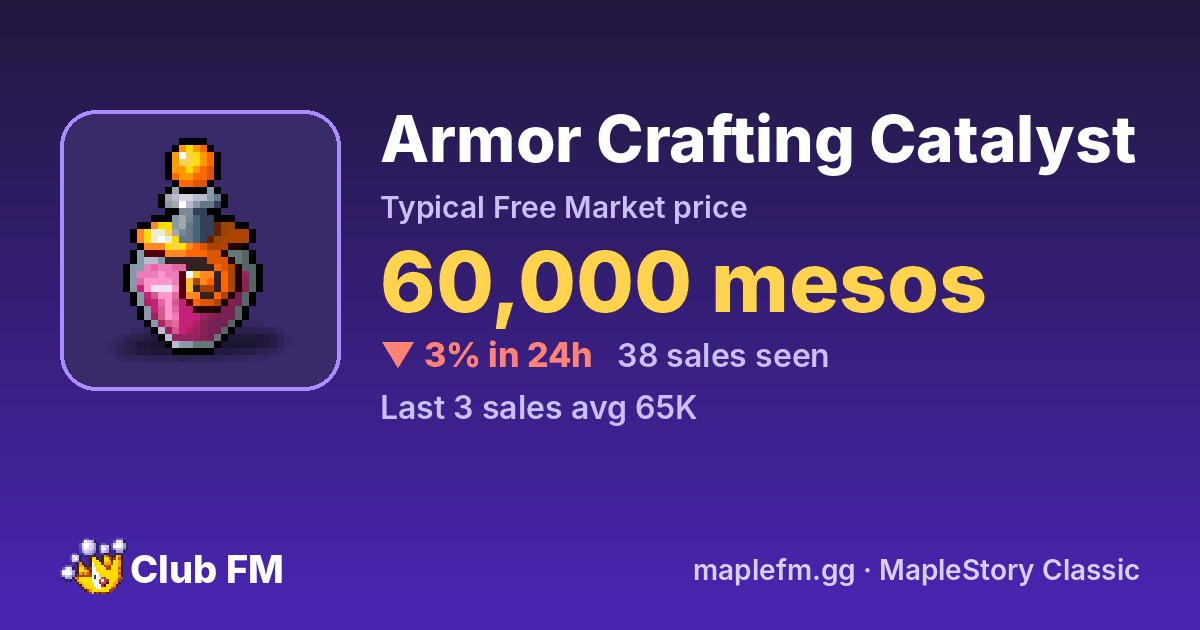 Armor Crafting Catalyst
Typical Free Market price
60,000 mesos
▼ 3% in 24h 38 sales seen
Last 3 sales avg 65K
Club FM
maplefm.gg · MapleStory Classic